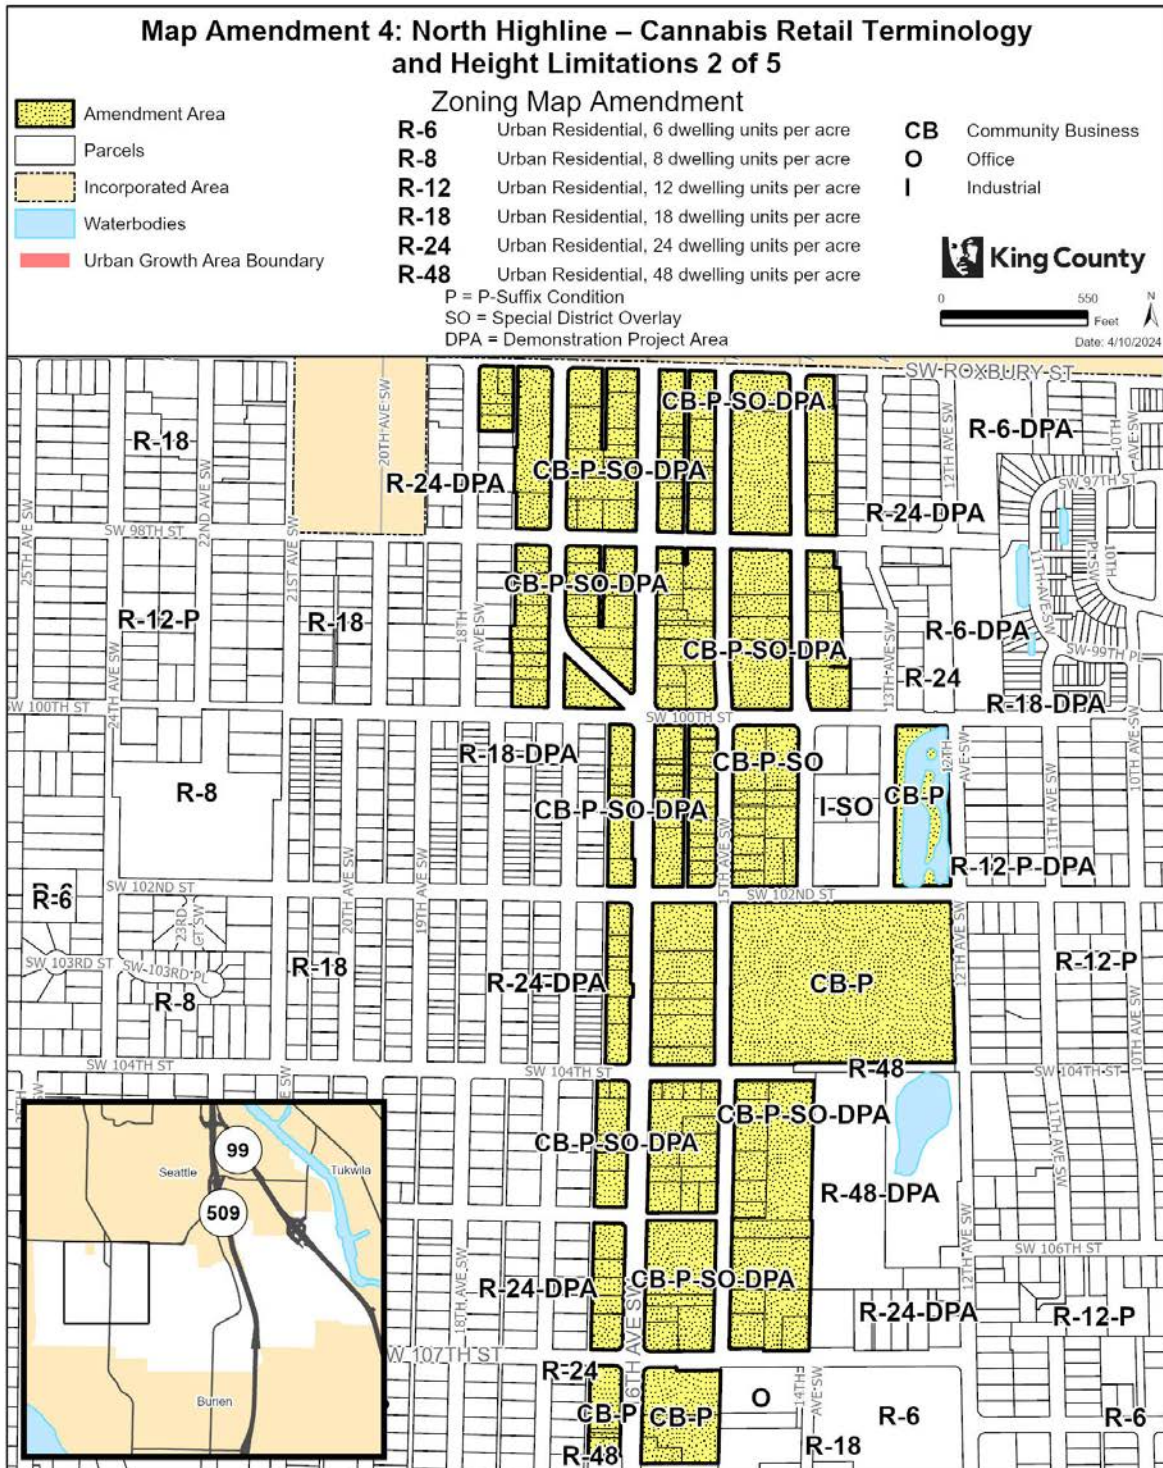 Map Amendment 4: North Highline – Cannabis Retail Terminology
and Height Limitations 2 of 5
Zoning Map Amendment
Amendment Area
Parcels
Incorporated Area
Waterbodies
Urban Growth Area Boundary
R-6 Urban Residential, 6 dwelling units per acre
R-8 Urban Residential, 8 dwelling units per acre
R-12 Urban Residential, 12 dwelling units per acre
R-18 Urban Residential, 18 dwelling units per acre
R-24 Urban Residential, 24 dwelling units per acre
R-48 Urban Residential, 48 dwelling units per acre
P = P-Suffix Condition
SO = Special District Overlay
DPA = Demonstration Project Area
CB Community Business
O Office
I Industrial
King County
0 550
Feet
N
Date: 4/10/2024
SW ROXBURY ST
CB-P-SO-DPA
R-18
20TH AVE SW
12TH AVE SW
R-6-DPA
10TH
AVE SW
CB-P-SO-DPA
R-24-DPA
SW 97TH ST
22ND AVE SW
R-24-DPA
25TH AVE SW
SW 98TH ST
21ST AVE SW
11TH AVE SW
10TH
PL SW
CB-P-SO-DPA
R-12-P
R-18
18TH
AVE SW
R-6-DPA
CB-P-SO-DPA
SW 99TH PL
24TH AVE SW
13TH AVE SW
R-24
R-18-DPA
SW 100TH ST
SW 100TH ST
R-18-DPA
CB-P-SO
12TH
AVE SW
10TH AVE SW
R-8
CB-P-SO-DPA
I-SO
CB-P
11TH AVE SW
15TH AVE SW
R-12-P-DPA
SW 102ND ST
SW 102ND ST
R-6
20TH AVE SW
19TH AVE SW
23RD
CT SW
SW 103RD ST
SW 103RD PL
R-18
R-24-DPA
CB-P
12TH AVE SW
R-12-P
R-8
10TH AVE SW
SW 104TH ST
SW 104TH ST
R-48
SW 104TH ST
25TH
SW
E SW
CB-P-SO-DPA
CB-P-SO-DPA
11TH AVE SW
R-48-DPA
99
Seattle
Tukwila
509
Burien
12TH AVE SW
SW 106TH ST
18TH AVE SW
R-24-DPA
CB-P-SO-DPA
R-24-DPA
R-12-P
16TH AVE SW
W 107TH ST
R-24
CB-P
CB-P
O
14TH
AVE SW
R-6
R-6
R-48
R-18